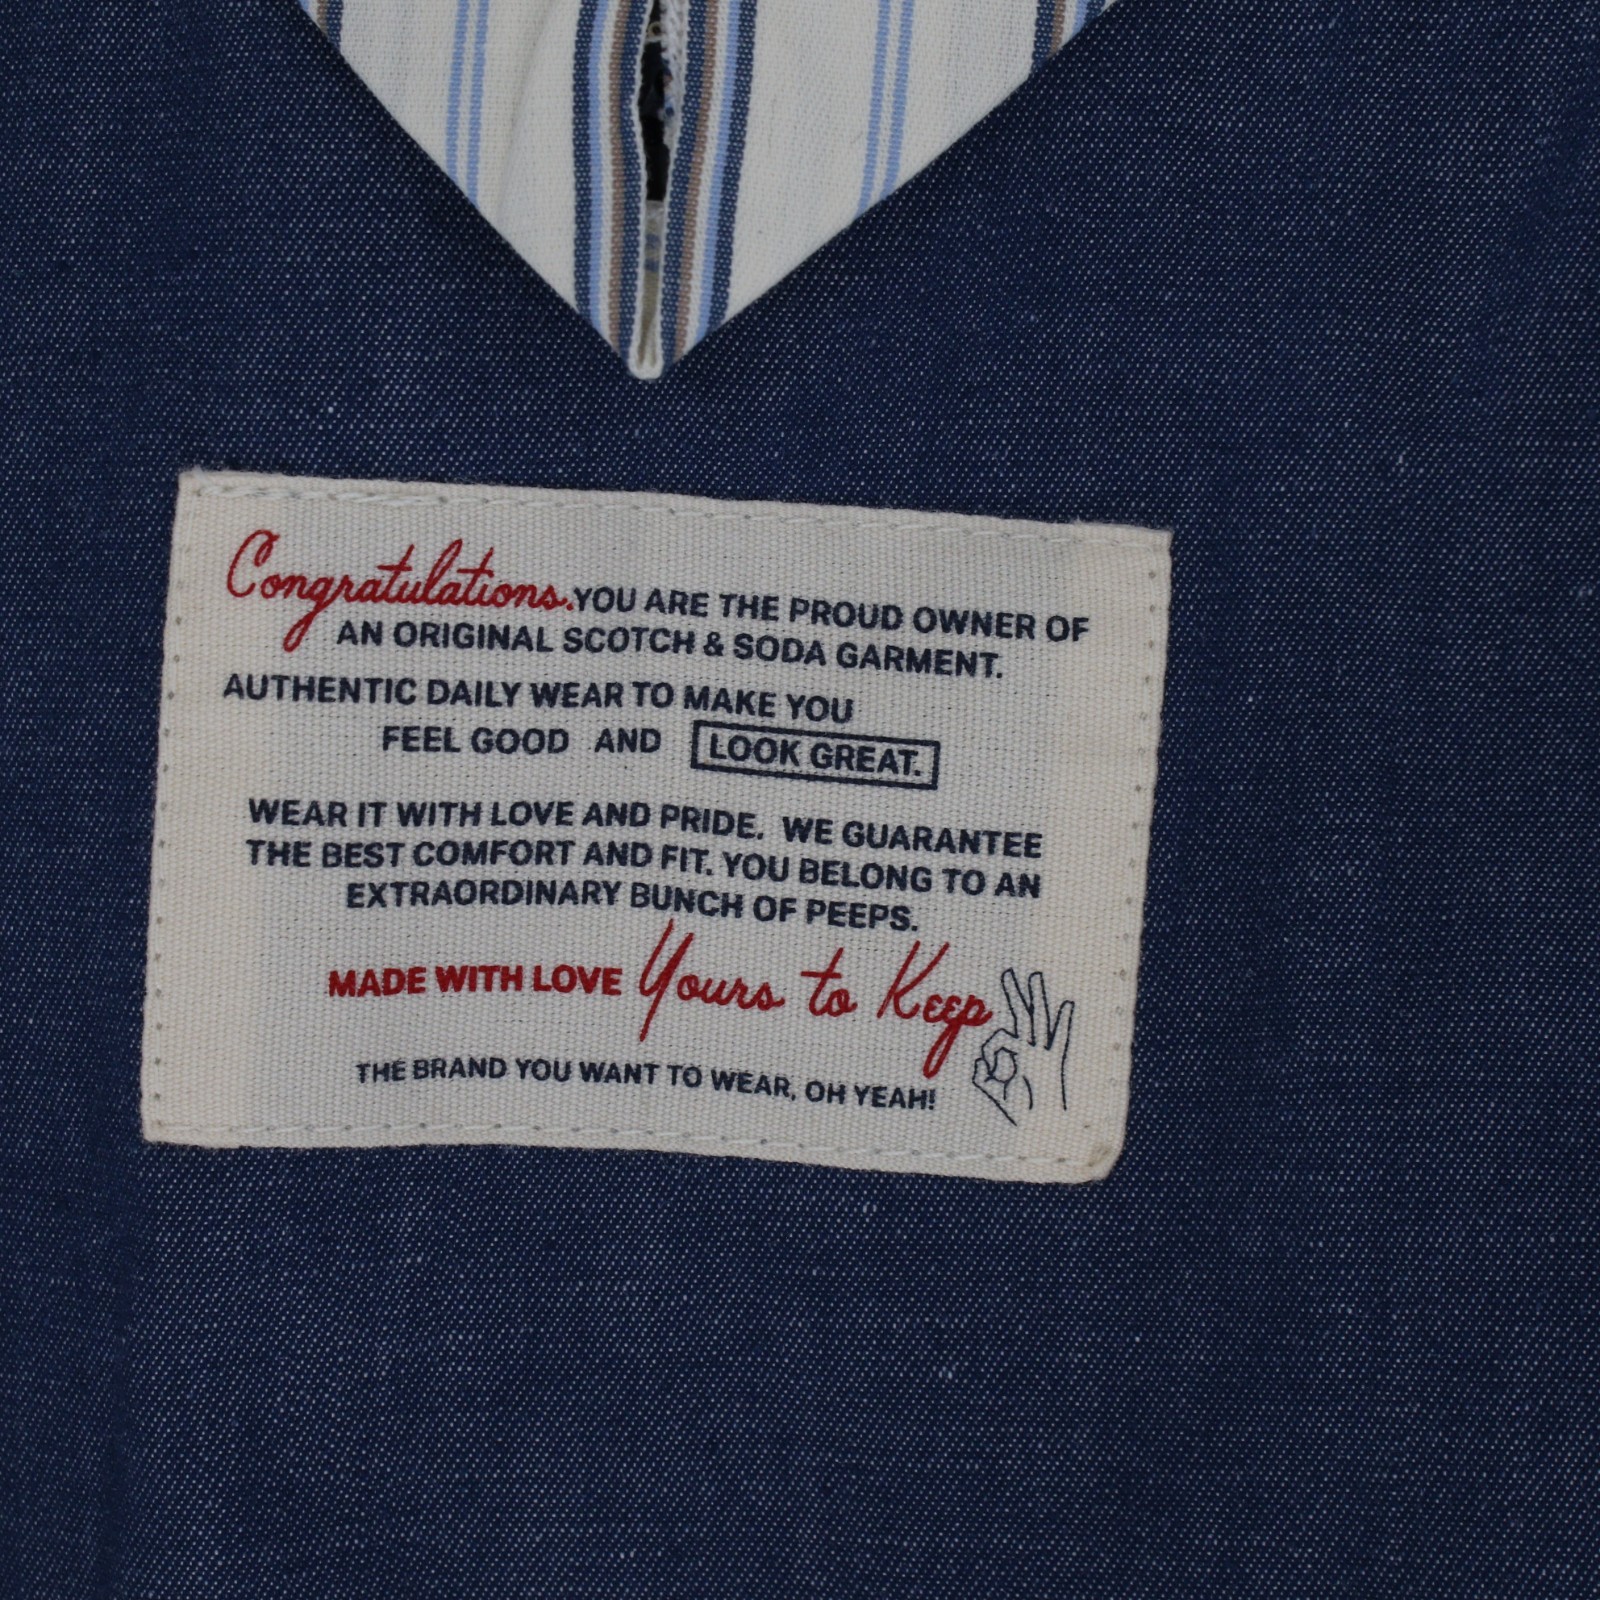 Congratulations. YOU ARE THE PROUD OWNER OF
AN ORIGINAL SCOTCH & SODA GARMENT.
AUTHENTIC DAILY WEAR TO MAKE YOU
FEEL GOOD AND LOOK GREAT.
WEAR IT WITH LOVE AND PRIDE. WE GUARANTEE
THE BEST COMFORT AND FIT. YOU BELONG TO AN
EXTRAORDINARY BUNCH OF PEEPS.
MADE WITH LOVE Yours to Keep
THE BRAND YOU WANT TO WEAR, OH YEAH!